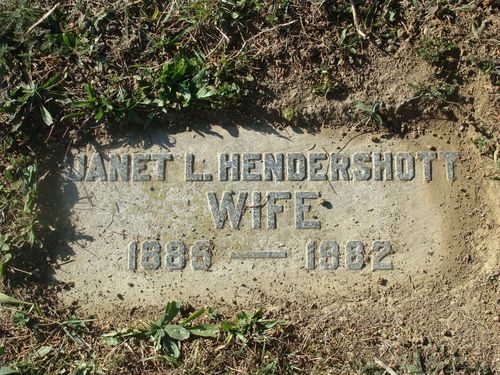 JANET L. HENDERSHOTT
WIFE
1885 — 1982